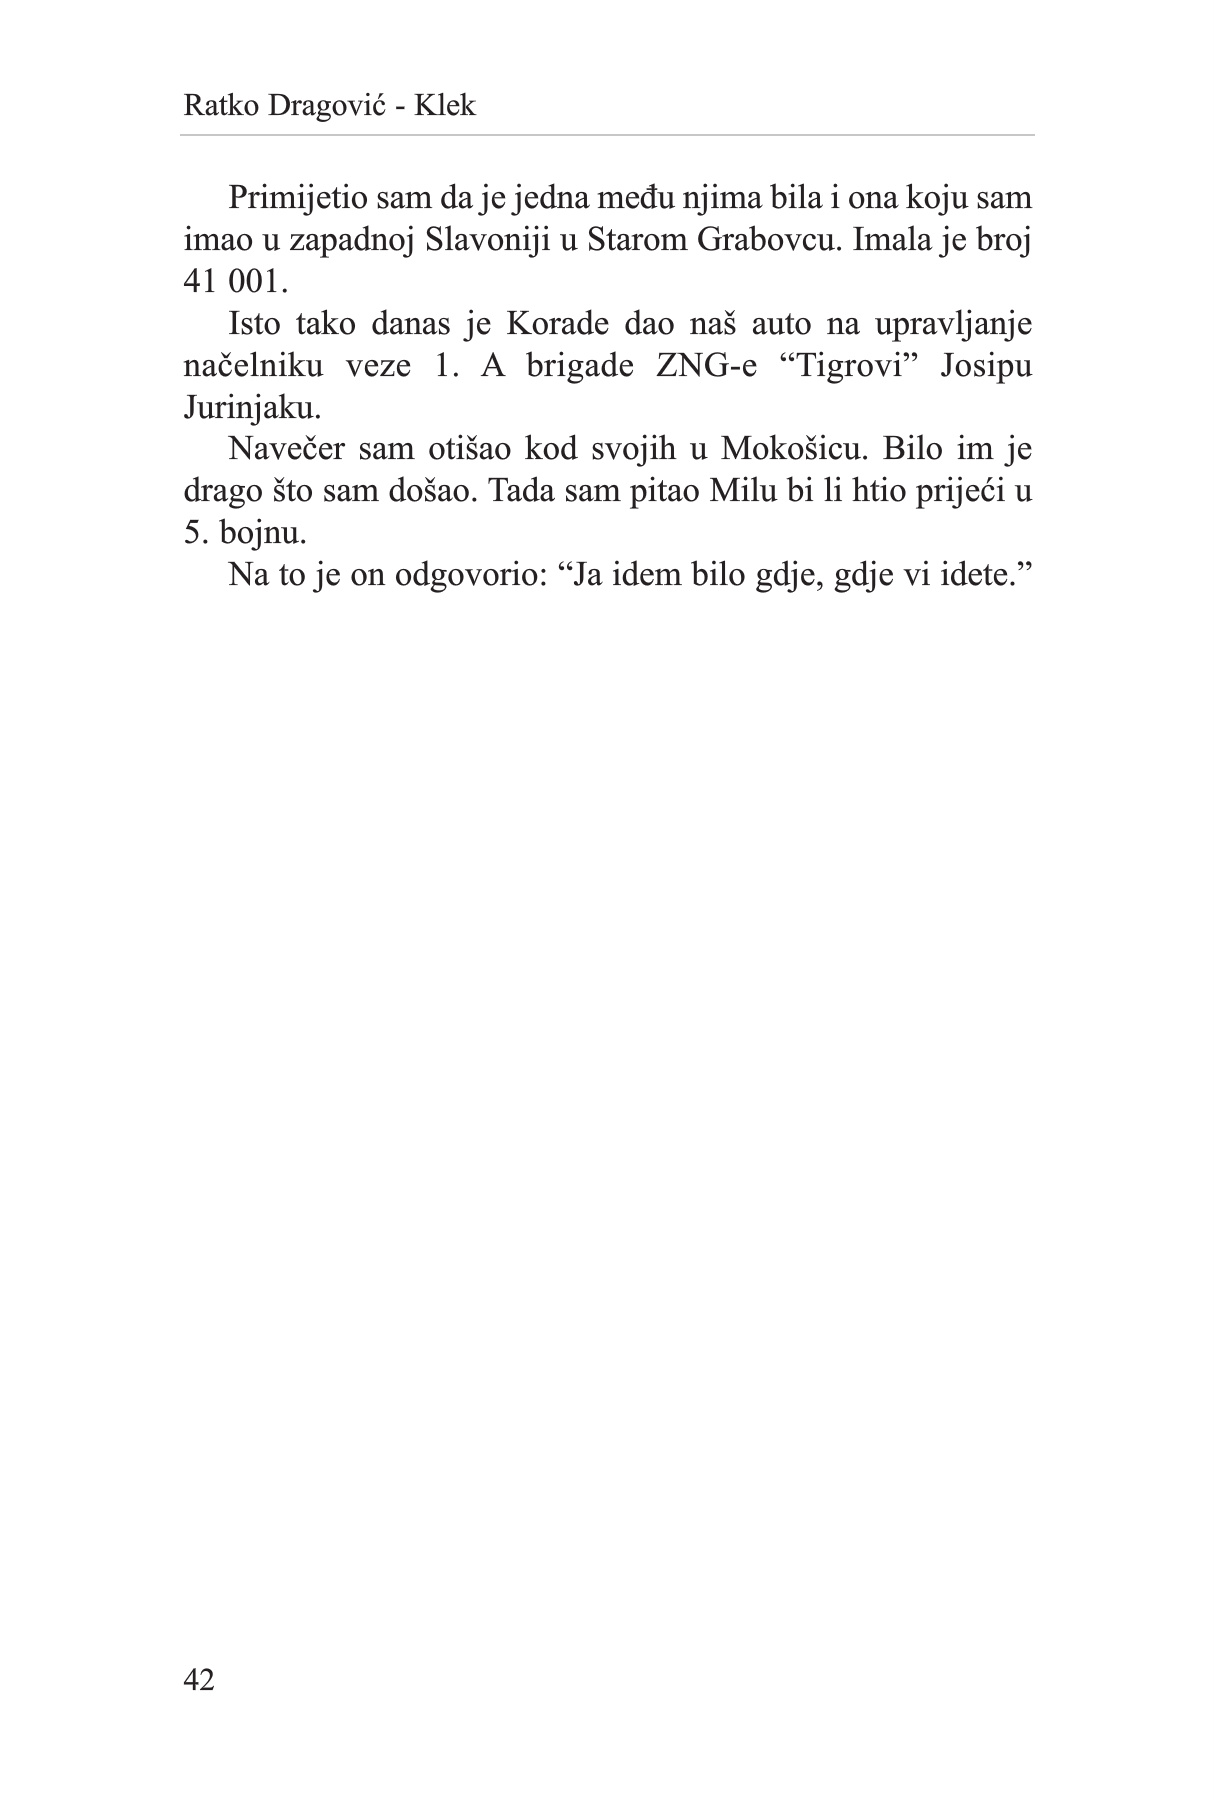 Ratko Dragović - Klek
Primijetio sam da je jedna među njima bila i ona koju sam
imao u zapadnoj Slavoniji u Starom Grabovcu. Imala je broj
41 001.
Isto tako danas je Korade dao naš auto na upravljanje
načelniku veze 1. A brigade ZNG-e “Tigrovi” Josipu
Jurinjaku.
Navečer sam otišao kod svojih u Mokošicu. Bilo im je
drago što sam došao. Tada sam pitao Milu bi li htio prijeći u
5. bojnu.
Na to je on odgovorio: “Ja idem bilo gdje, gdje vi idete.”
42